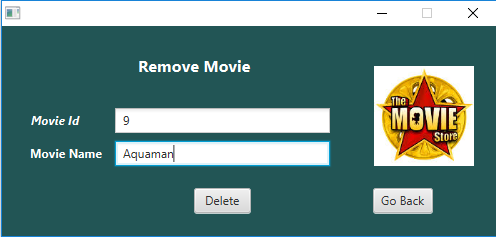 Remove Movie
Movie Id 9
Movie Name Aquaman
The
MOVIE
Store
Delete Go Back